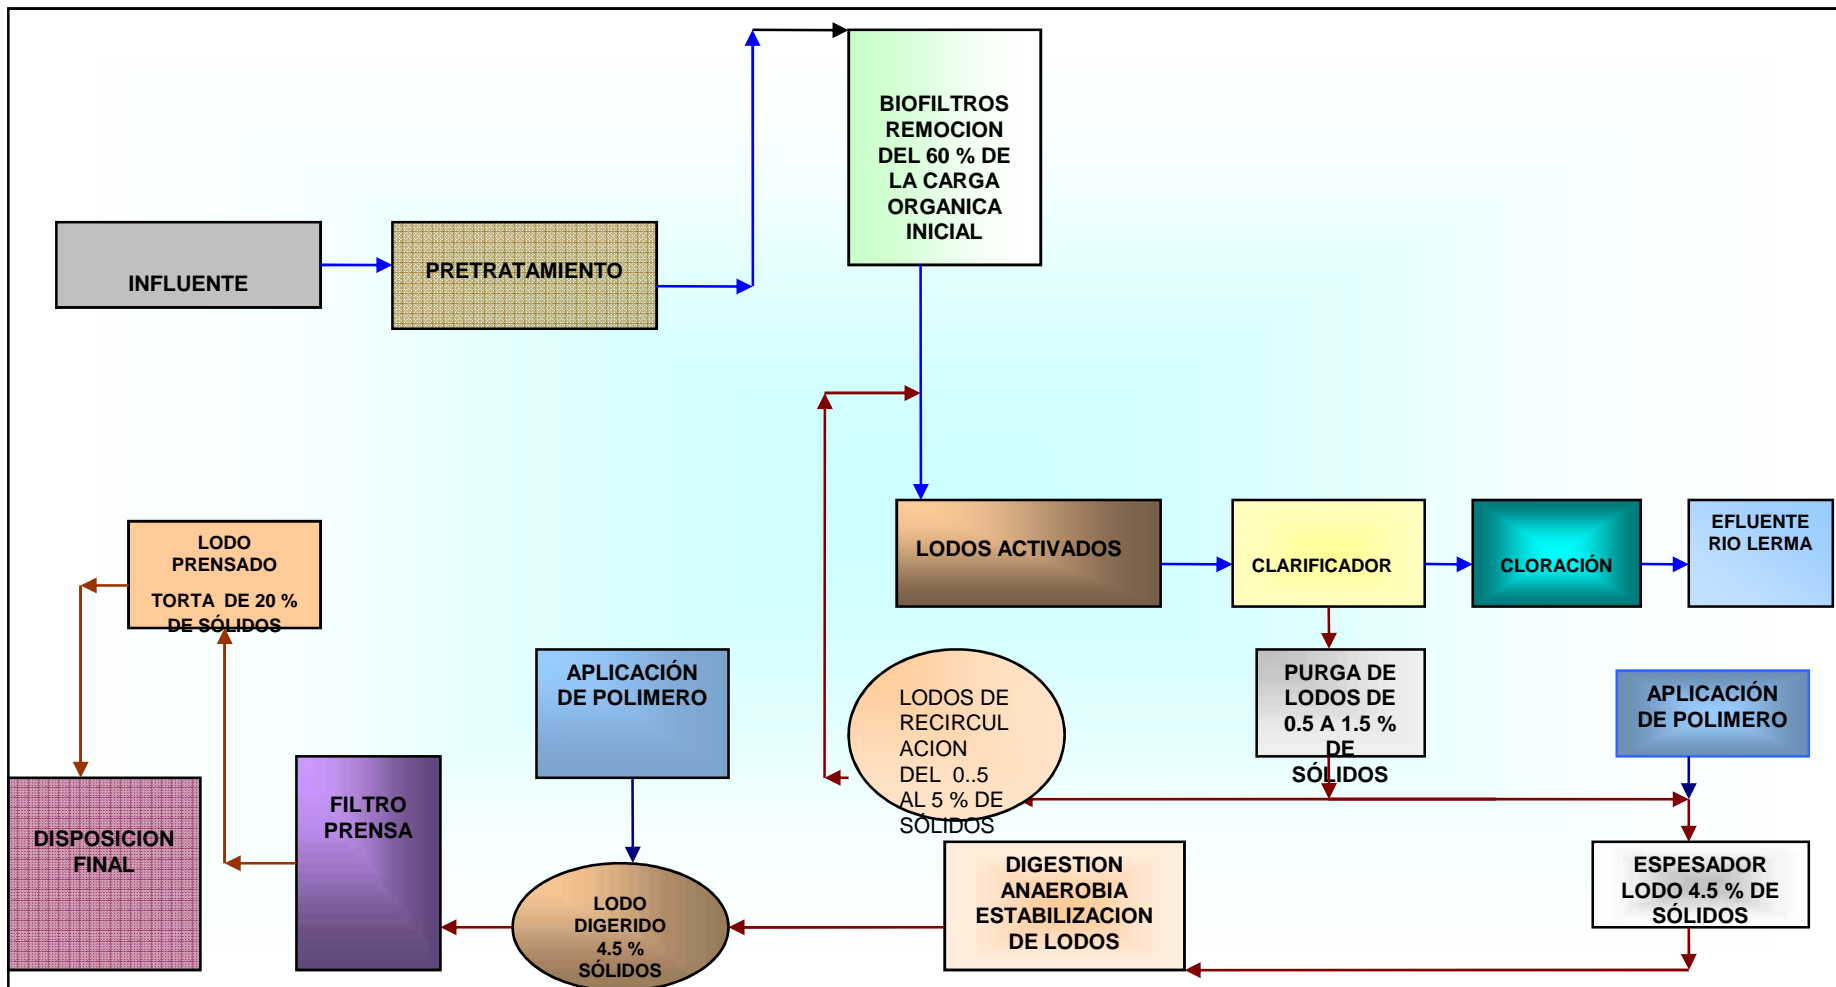 BIOFILTROS
REMOCION
DEL 60 % DE
LA CARGA
ORGANICA
INICIAL
INFLUENTE
PRETRATAMIENTO
LODOS ACTIVADOS
CLARIFICADOR
CLORACIÓN
EFLUENTE
RIO LERMA
LODO
PRENSADO
TORTA DE 20 %
DE SÓLIDOS
APLICACIÓN
DE POLIMERO
LODOS DE
RECIRCUL
ACION
DEL 0..5
AL 5 % DE
SÓLIDOS
PURGA DE
LODOS DE
0.5 A 1.5 %
DE
SÓLIDOS
APLICACIÓN
DE POLIMERO
DISPOSICION
FINAL
FILTRO
PRENSA
LODO
DIGERIDO
4.5 %
SÓLIDOS
DIGESTION
ANAEROBIA
ESTABILIZACION
DE LODOS
ESPESADOR
LODO 4.5 % DE
SÓLIDOS